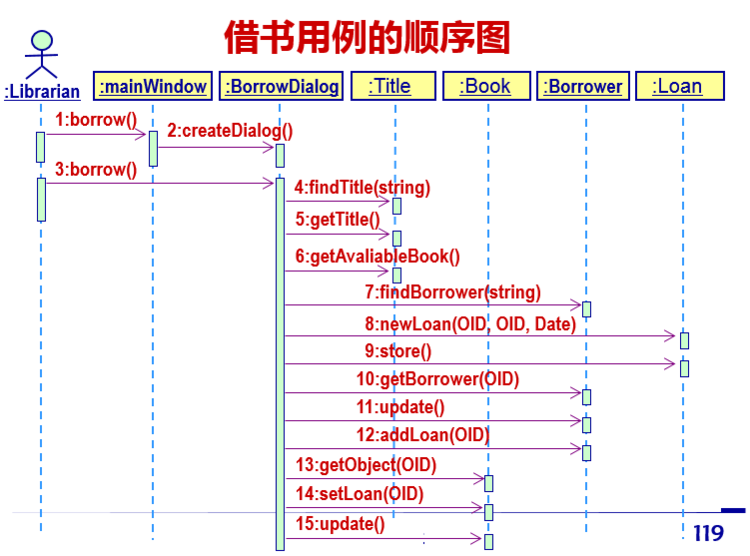 借书用例的顺序图
:Librarian
:mainWindow
:BorrowDialog
:Title
:Book
:Borrower
:Loan
1:borrow()
2:createDialog()
3:borrow()
4:findTitle(string)
5:getTitle()
6:getAvaliableBook()
7:findBorrower(string)
8:newLoan(OID, OID, Date)
9:store()
10:getBorrower(OID)
11:update()
12:addLoan(OID)
13:getObject(OID)
14:setLoan(OID)
15:update()
119